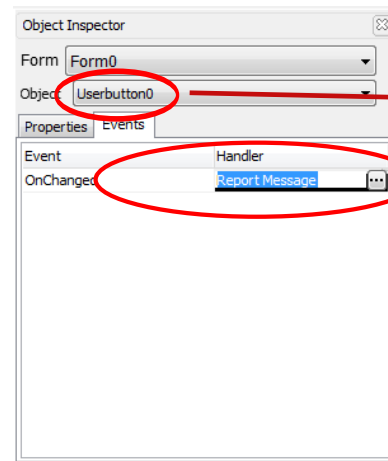 Object Inspector
Form Form0
Object Userbutton0
Properties Events
Event Handler
OnChanged Report Message ...